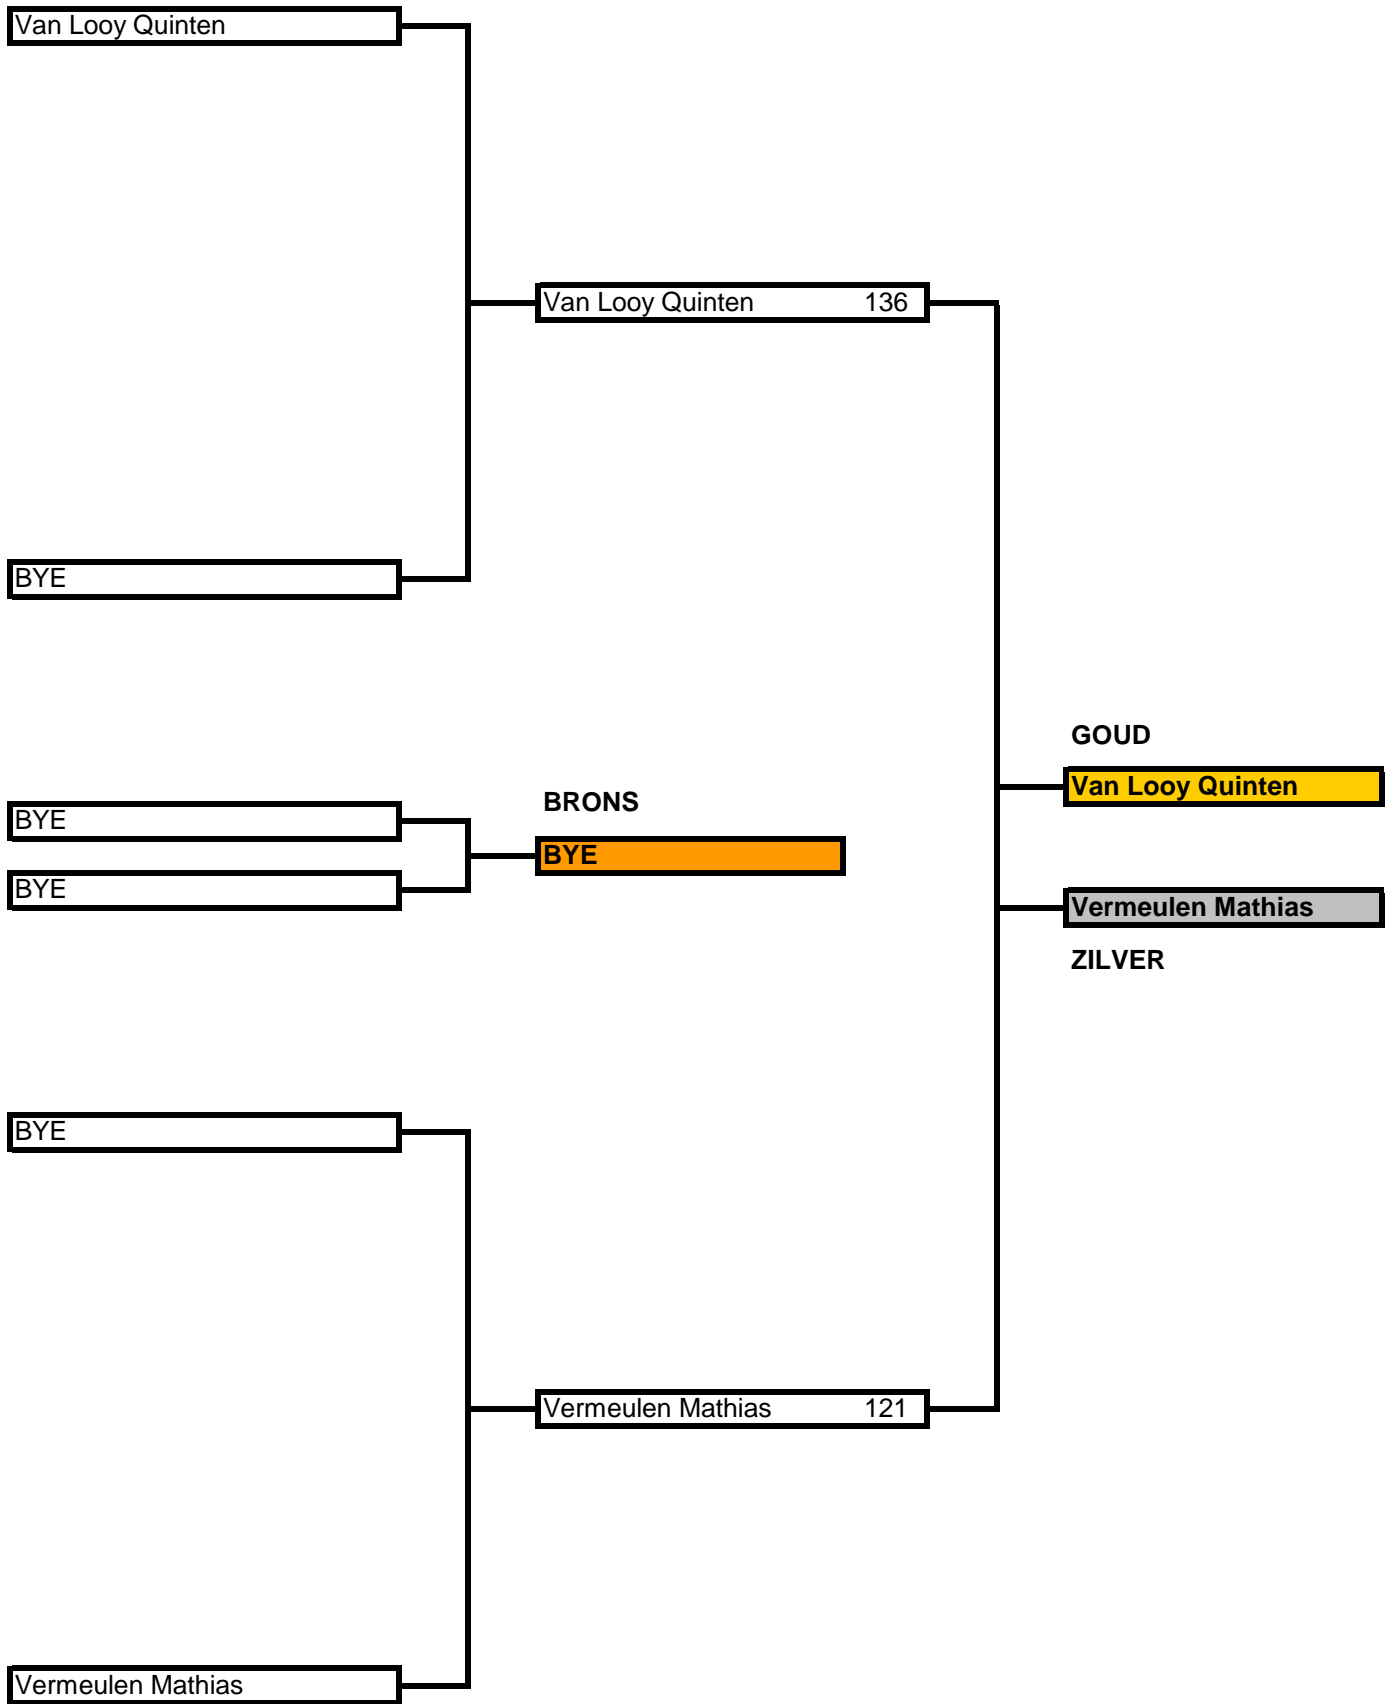 Van Looy Quinten
Van Looy Quinten 136
BYE
GOUD
Van Looy Quinten
BRONS
BYE
BYE
BYE
Vermeulen Mathias
ZILVER
BYE
Vermeulen Mathias 121
Vermeulen Mathias